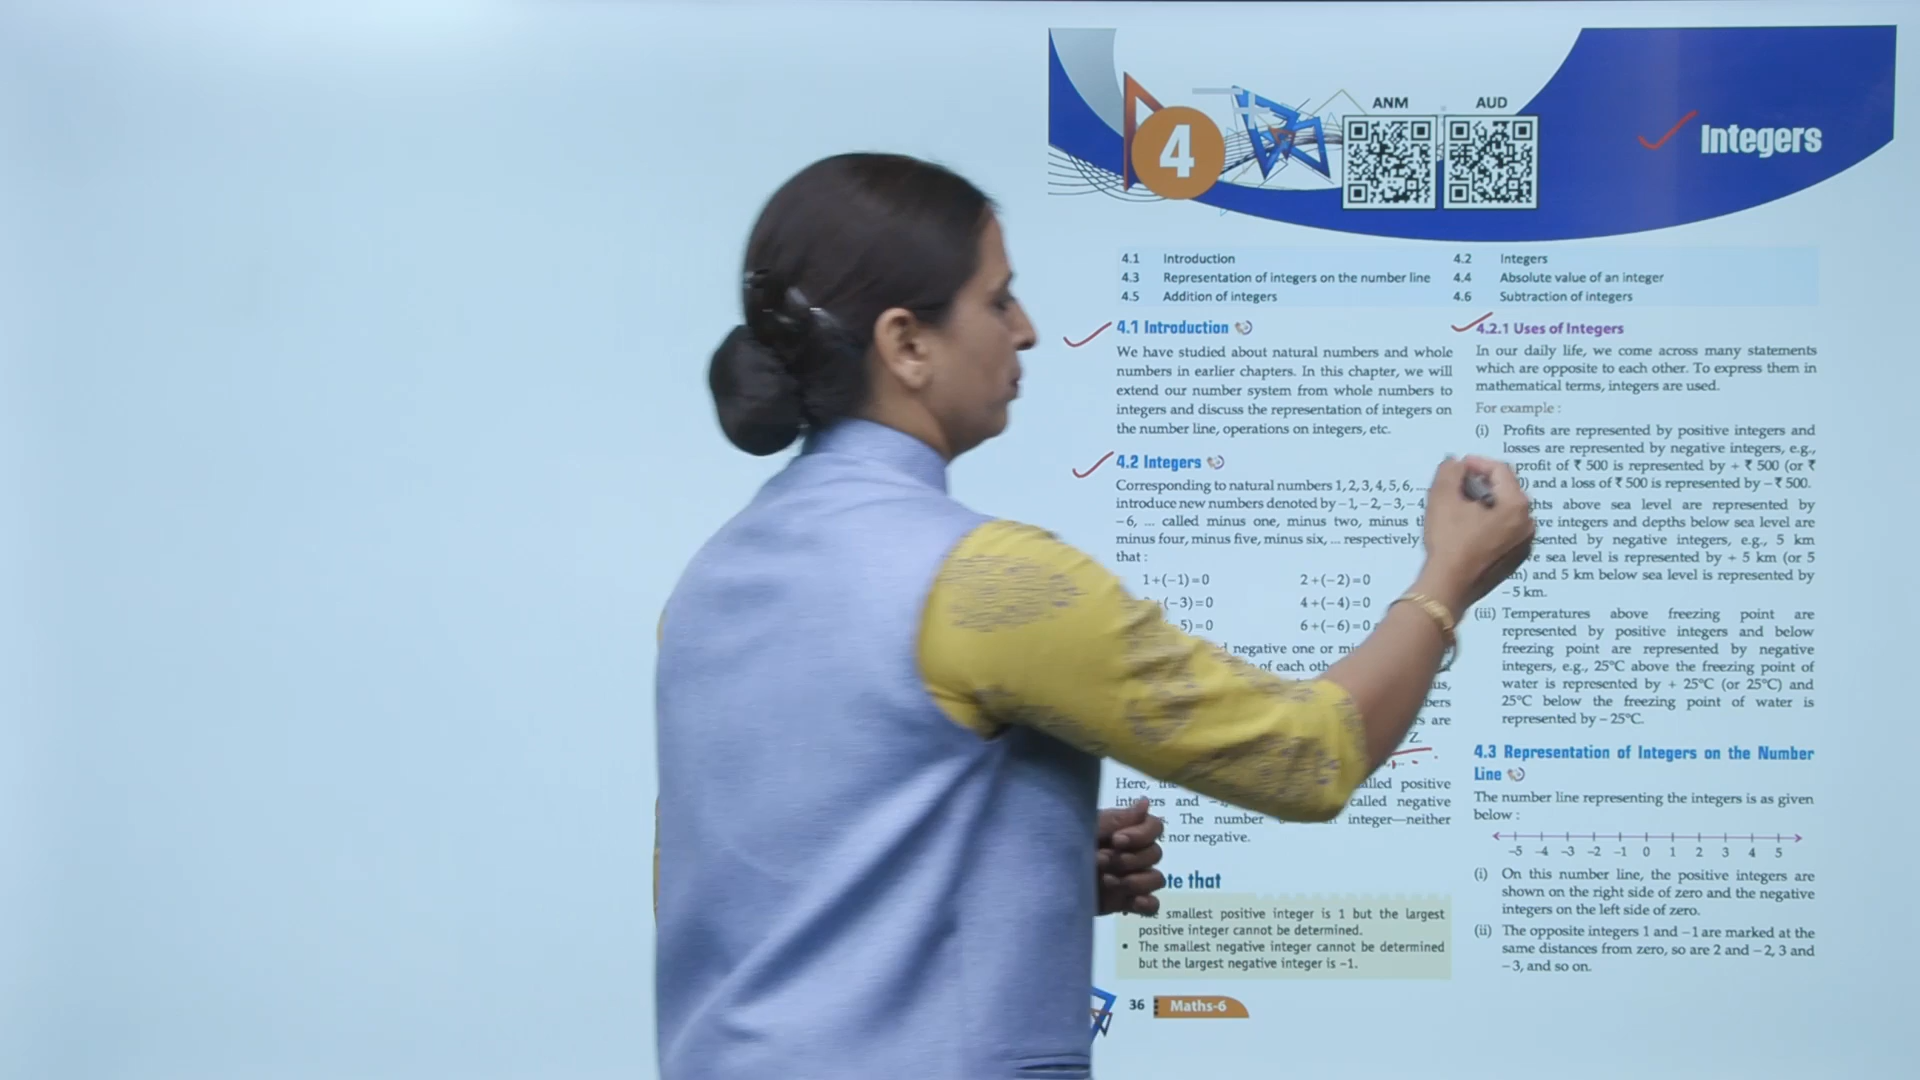 4
ANM
AUD
Integers
4.1 Introduction
4.2 Integers
4.3 Representation of integers on the number line
4.4 Absolute value of an integer
4.5 Addition of integers
4.6 Subtraction of integers
4.1 Introduction
We have studied about natural numbers and whole
numbers in earlier chapters. In this chapter, we will
extend our number system from whole numbers to
integers and discuss the representation of integers on
the number line, operations on integers, etc.
4.2 Integers
Corresponding to natural numbers 1, 2, 3, 4, 5, 6, ...
introduce new numbers denoted by −1, −2, −3, −4
−6, ... called minus one, minus two, minus
minus four, minus five, minus six, ... respectively
that :
1+(−1)=0 2+(−2)=0
(−3)=0 4+(−4)=0
5)=0 6+(−6)=0
negative one or
of each
are
Z.
Here, called positive
integers and called negative
The number integer—neither
nor negative.
that
smallest positive integer is 1 but the largest
positive integer cannot be determined.
• The smallest negative integer cannot be determined
but the largest negative integer is −1.
36 Maths-6
4.2.1 Uses of Integers
In our daily life, we come across many statements
which are opposite to each other. To express them in
mathematical terms, integers are used.
For example :
(i) Profits are represented by positive integers and
losses are represented by negative integers, e.g.,
profit of ₹ 500 is represented by + ₹ 500 (or ₹
0) and a loss of ₹ 500 is represented by − ₹ 500.
above sea level are represented by
integers and depths below sea level are
by negative integers, e.g., 5 km
sea level is represented by + 5 km (or 5
and 5 km below sea level is represented by
− 5 km.
(iii) Temperatures above freezing point are
represented by positive integers and below
freezing point are represented by negative
integers, e.g., 25°C above the freezing point of
water is represented by + 25°C (or 25°C) and
25°C below the freezing point of water is
represented by − 25°C.
4.3 Representation of Integers on the Number
Line
The number line representing the integers is as given
below :
−5 −4 −3 −2 −1 0 1 2 3 4 5
(i) On this number line, the positive integers are
shown on the right side of zero and the negative
integers on the left side of zero.
(ii) The opposite integers 1 and −1 are marked at the
same distances from zero, so are 2 and −2, 3 and
−3, and so on.